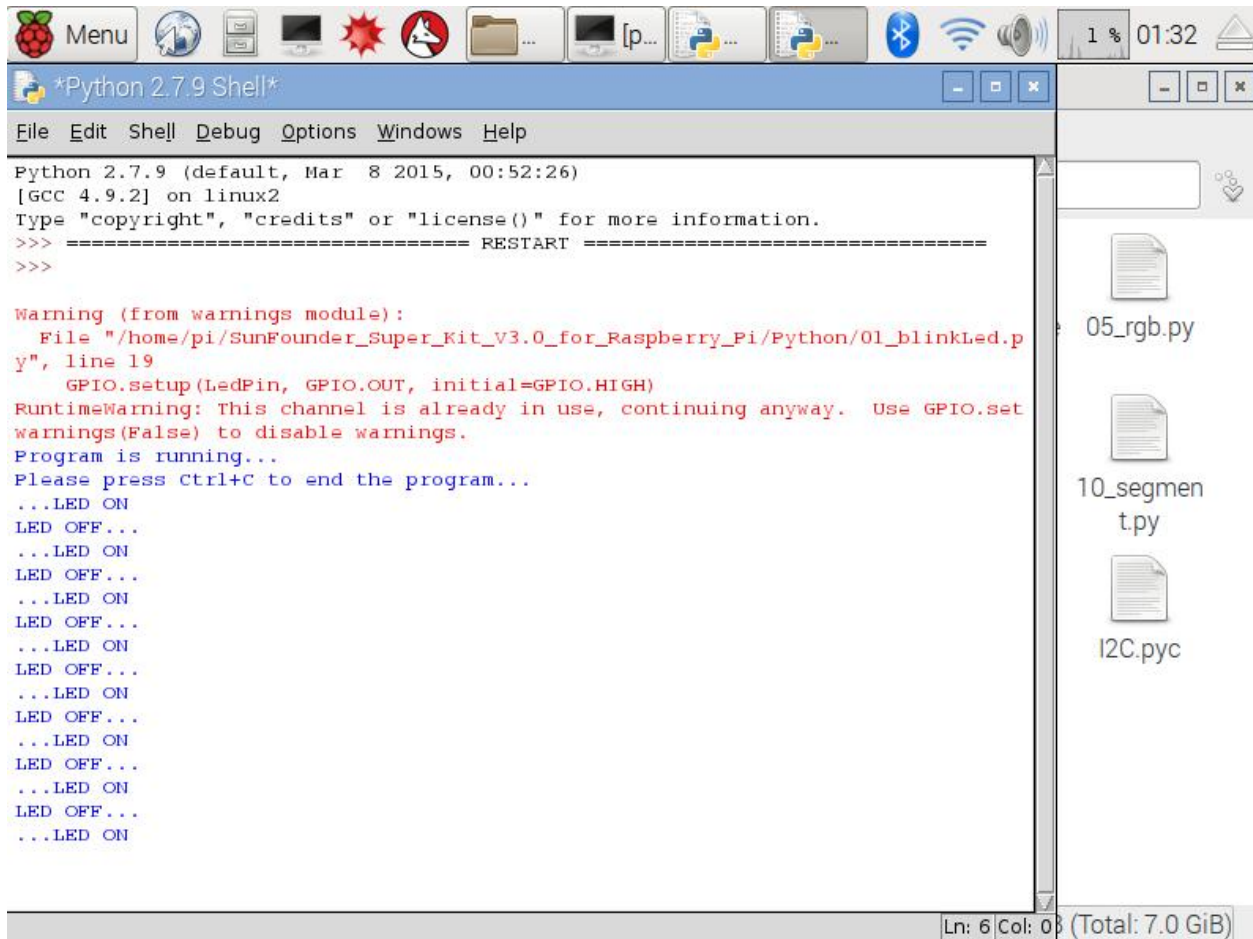 Menu
...
[p...
...
...
1 %
01:32
*Python 2.7.9 Shell*
File Edit Shell Debug Options Windows Help
Python 2.7.9 (default, Mar  8 2015, 00:52:26)
[GCC 4.9.2] on linux2
Type "copyright", "credits" or "license()" for more information.
>>> ================================ RESTART ================================
>>>
Warning (from warnings module):
  File "/home/pi/SunFounder_Super_Kit_V3.0_for_Raspberry_Pi/Python/01_blinkLed.p
y", line 19
    GPIO.setup(LedPin, GPIO.OUT, initial=GPIO.HIGH)
RuntimeWarning: This channel is already in use, continuing anyway.  Use GPIO.set
warnings(False) to disable warnings.
Program is running...
Please press Ctrl+C to end the program...
...LED ON
LED OFF...
...LED ON
LED OFF...
...LED ON
LED OFF...
...LED ON
LED OFF...
...LED ON
LED OFF...
...LED ON
LED OFF...
...LED ON
LED OFF...
...LED ON
Ln: 6 Col: 0
05_rgb.py
10_segmen
t.py
I2C.pyc
(Total: 7.0 GiB)